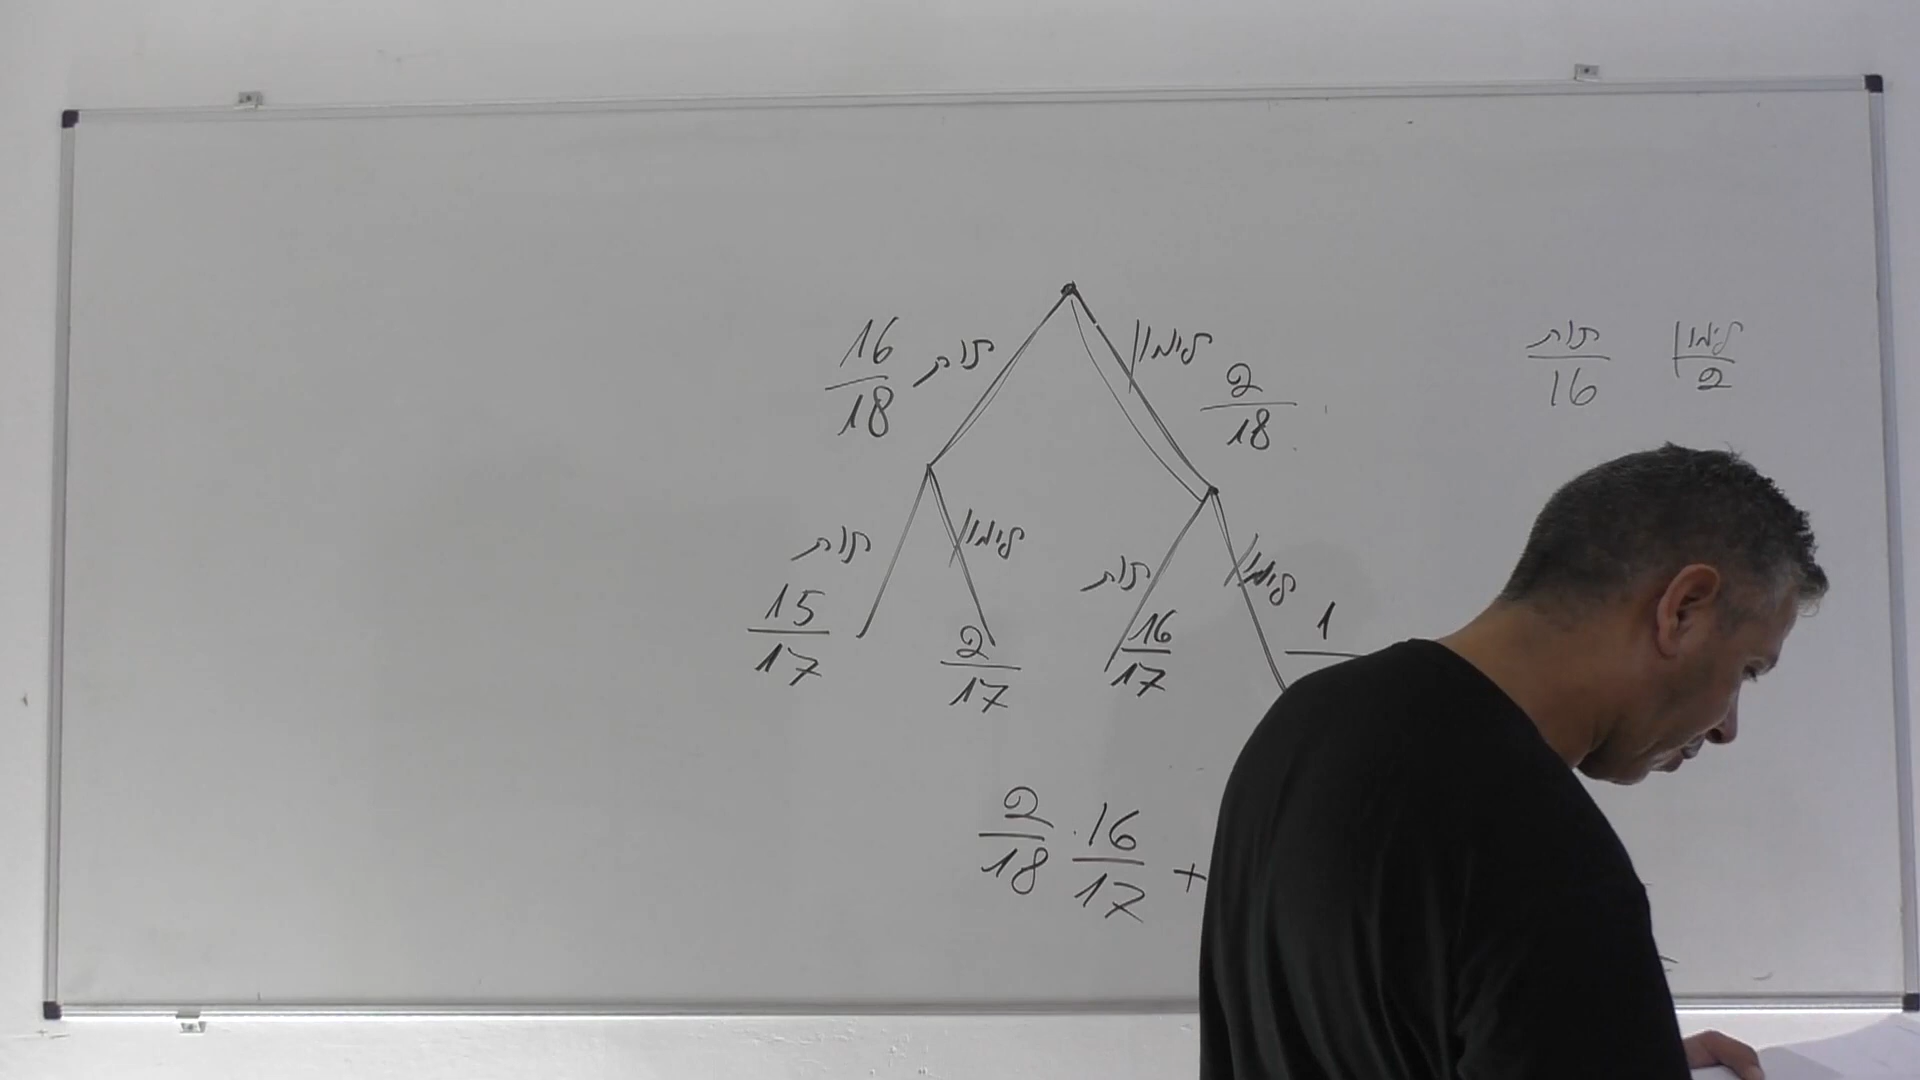 תות 16/18 לימון 2/18
תות 16 לימון 2
תות 15/17 לימון 2/17 תות 16/17 לימון 1
2/18 · 16/17 +